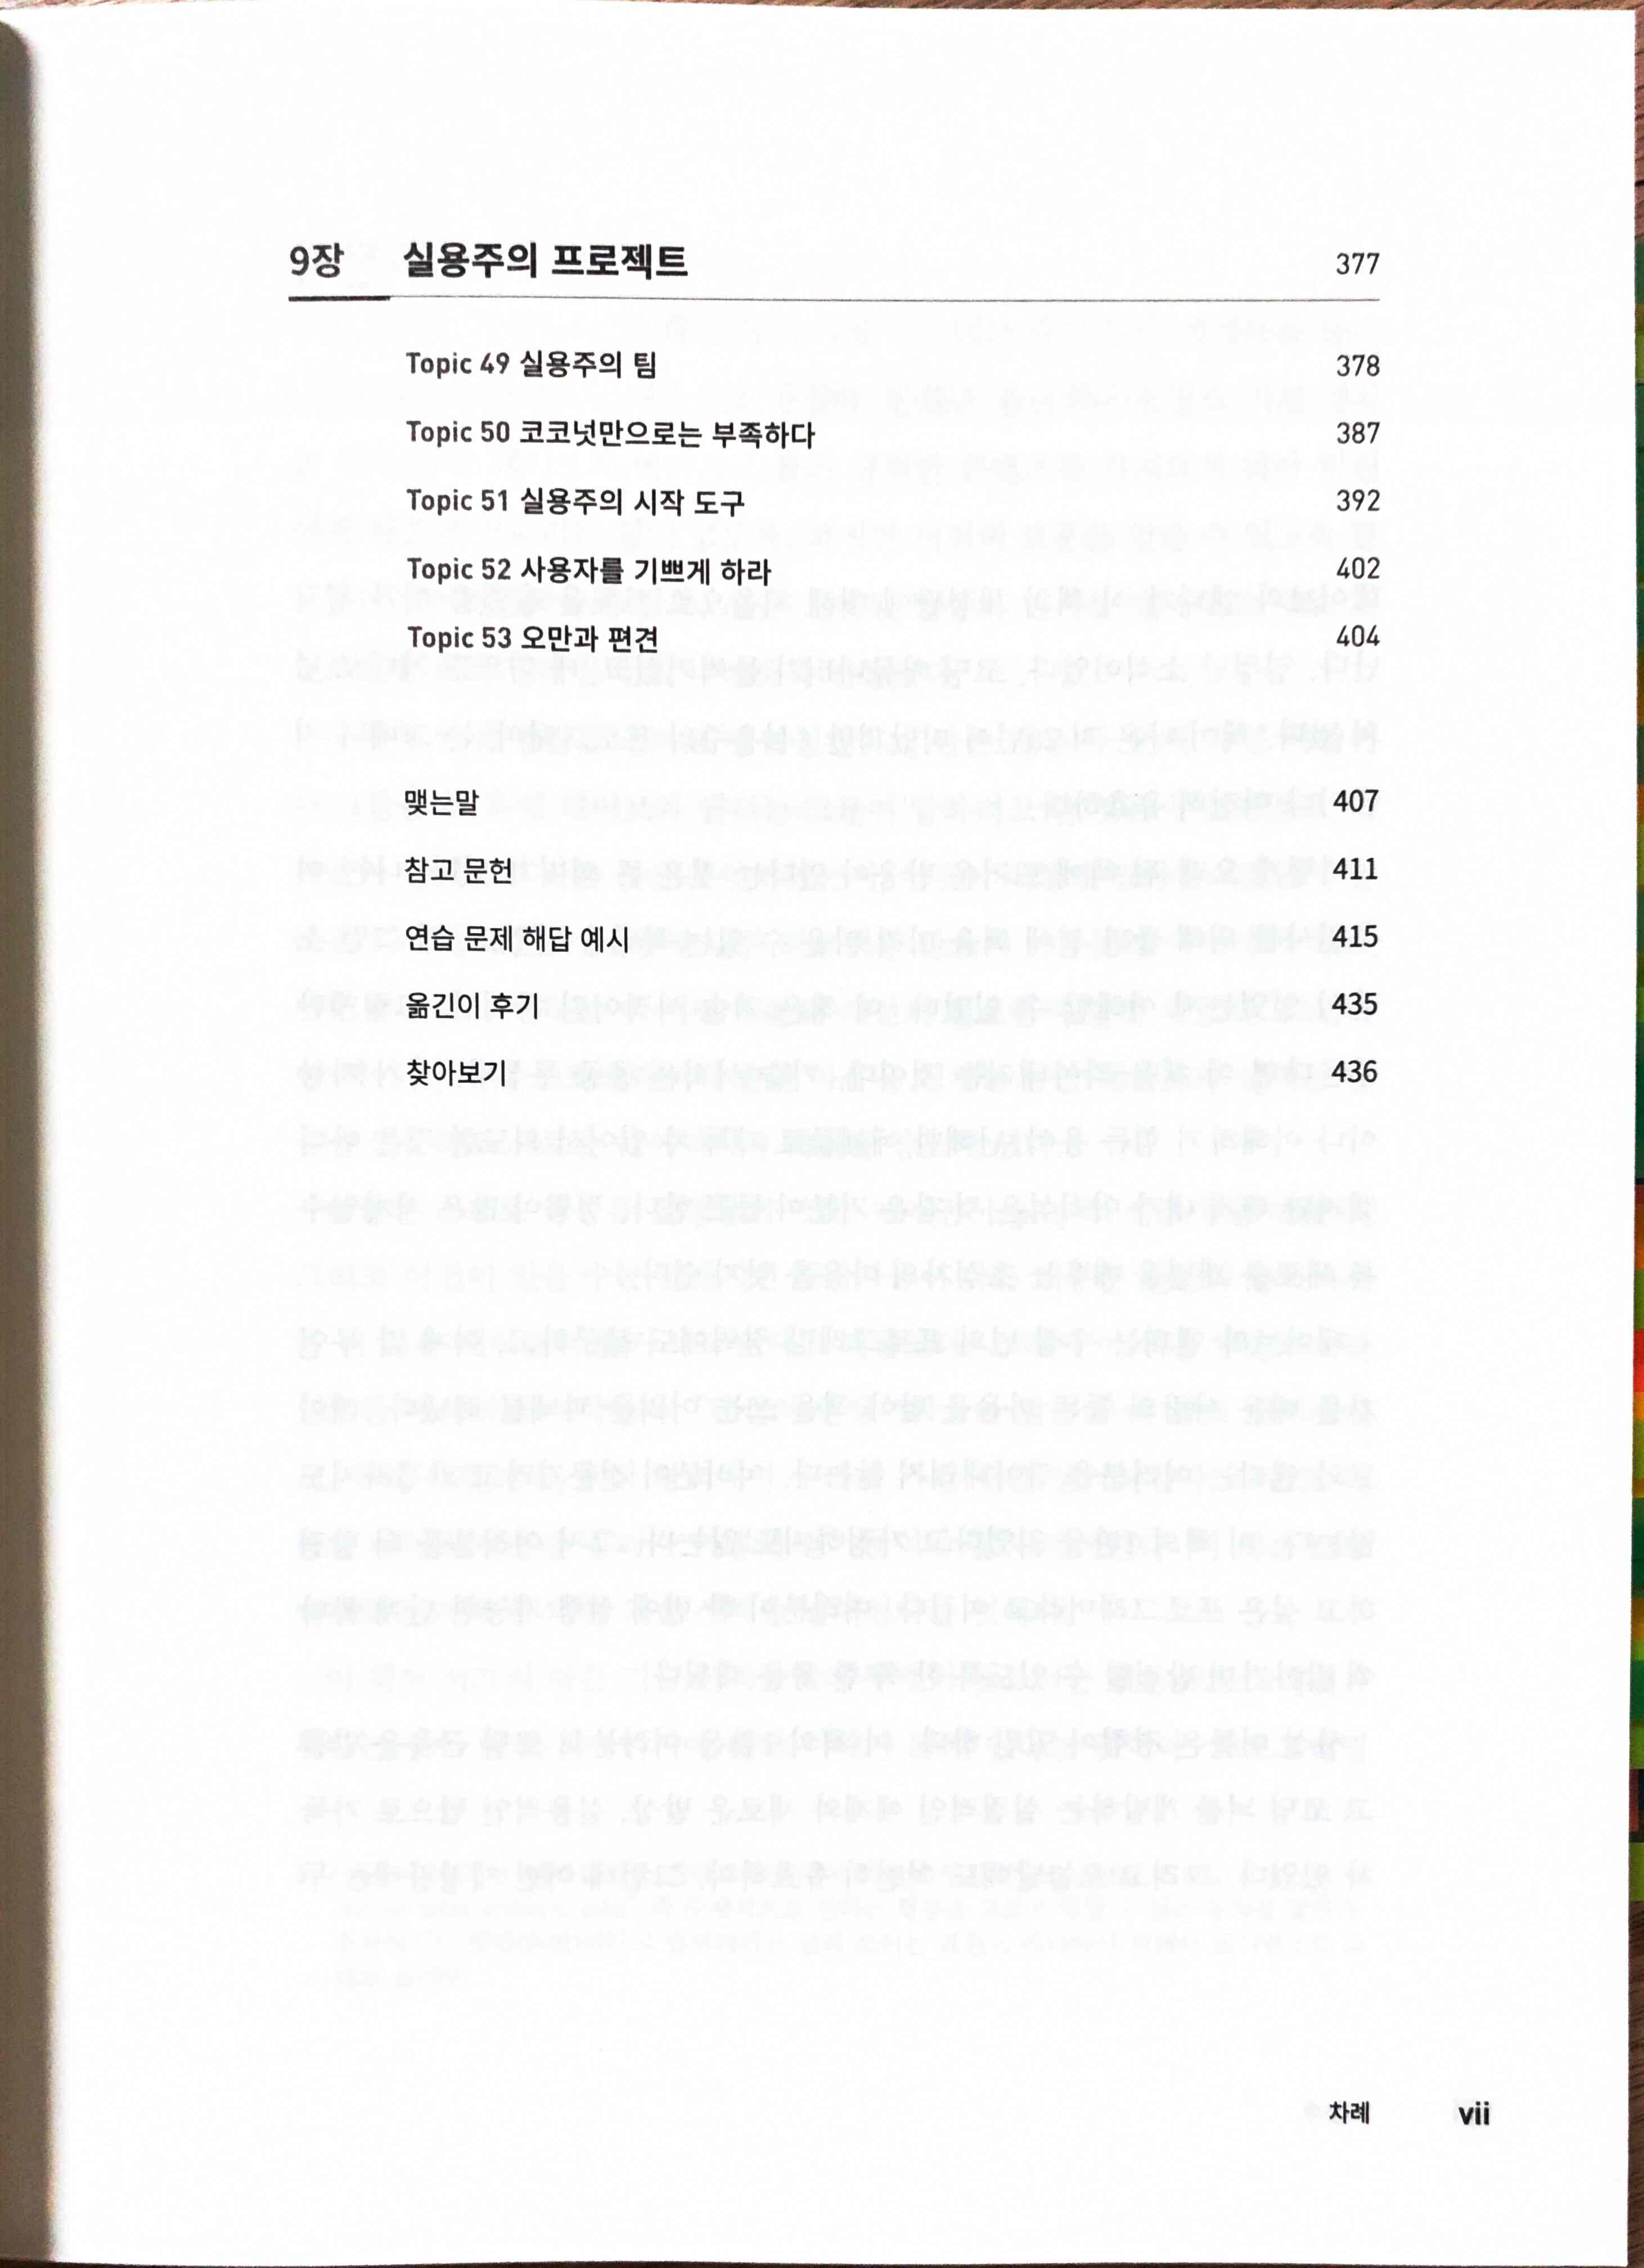 9장 실용주의 프로젝트 377
Topic 49 실용주의 팀 378
Topic 50 코코넛만으로는 부족하다 387
Topic 51 실용주의 시작 도구 392
Topic 52 사용자를 기쁘게 하라 402
Topic 53 오만과 편견 404
맺는말 407
참고 문헌 411
연습 문제 해답 예시 415
옮긴이 후기 435
찾아보기 436
차례 vii